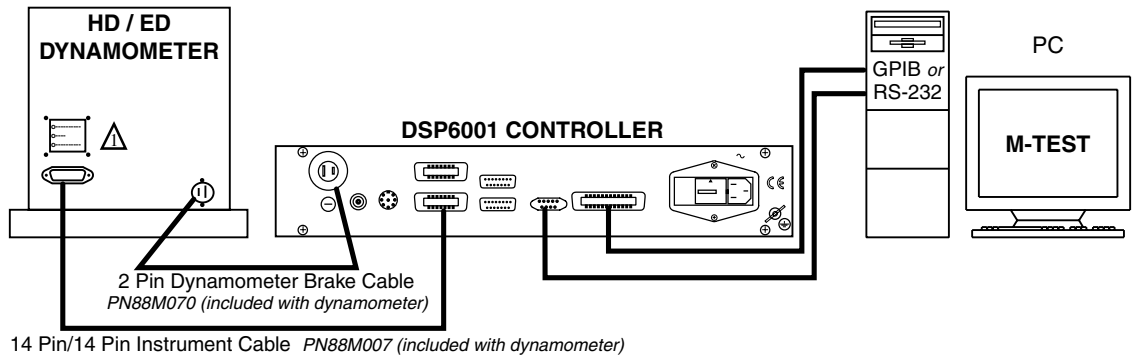 HD / ED
DYNAMOMETER
PC
GPIB or
RS-232
DSP6001 CONTROLLER
M-TEST
1
CE
2 Pin Dynamometer Brake Cable
PN88M070 (included with dynamometer)
14 Pin/14 Pin Instrument Cable PN88M007 (included with dynamometer)